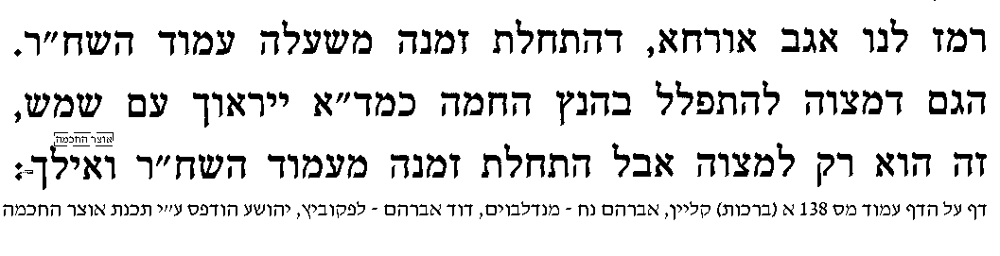 רמז לנו אגב אורחא, דהתחלת זמנה משעלה עמוד השח״ר.
הגם דמצוה להתפלל בהנץ החמה כמד״א ייראוך עם שמש,
אוצר החכמה
זה הוא רק למצוה אבל התחלת זמנה מעמוד השח״ר ואילך:
דף על הדף עמוד מס 138 א (ברכות) קליין, אברהם נח - מנדלבוים, דוד אברהם - לפקוביץ, יהושע הודפס ע״י תכנת אוצר החכמה